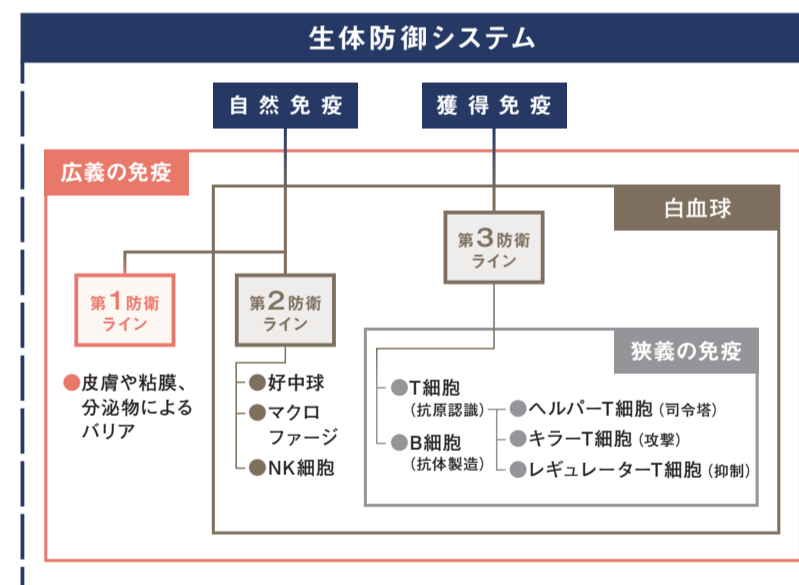 生体防御システム
自然免疫
獲得免疫
広義の免疫
白血球
第3防衛
ライン
第1防衛
ライン
第2防衛
ライン
狭義の免疫
●皮膚や粘膜、
分泌物による
バリア
●好中球
●マクロ
ファージ
●NK細胞
●T細胞
(抗原認識)
●B細胞
(抗体製造)
●ヘルパーT細胞(司令塔)
●キラーT細胞(攻撃)
●レギュレーターT細胞(抑制)